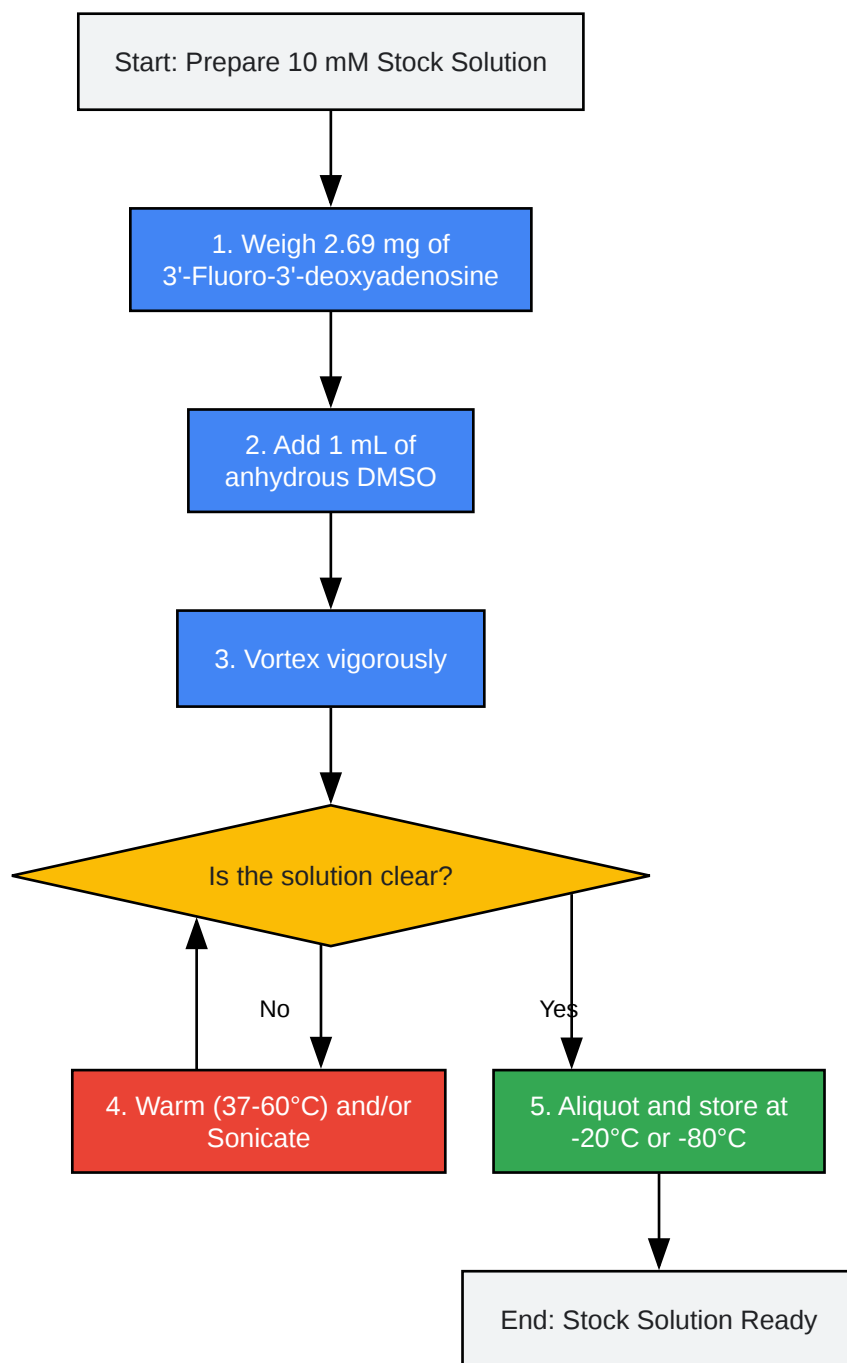 Start: Prepare 10 mM Stock Solution
1. Weigh 2.69 mg of
3'-Fluoro-3'-deoxyadenosine
2. Add 1 mL of
anhydrous DMSO
3. Vortex vigorously
Is the solution clear?
No
Yes
4. Warm (37-60°C) and/or
Sonicate
5. Aliquot and store at
-20°C or -80°C
End: Stock Solution Ready